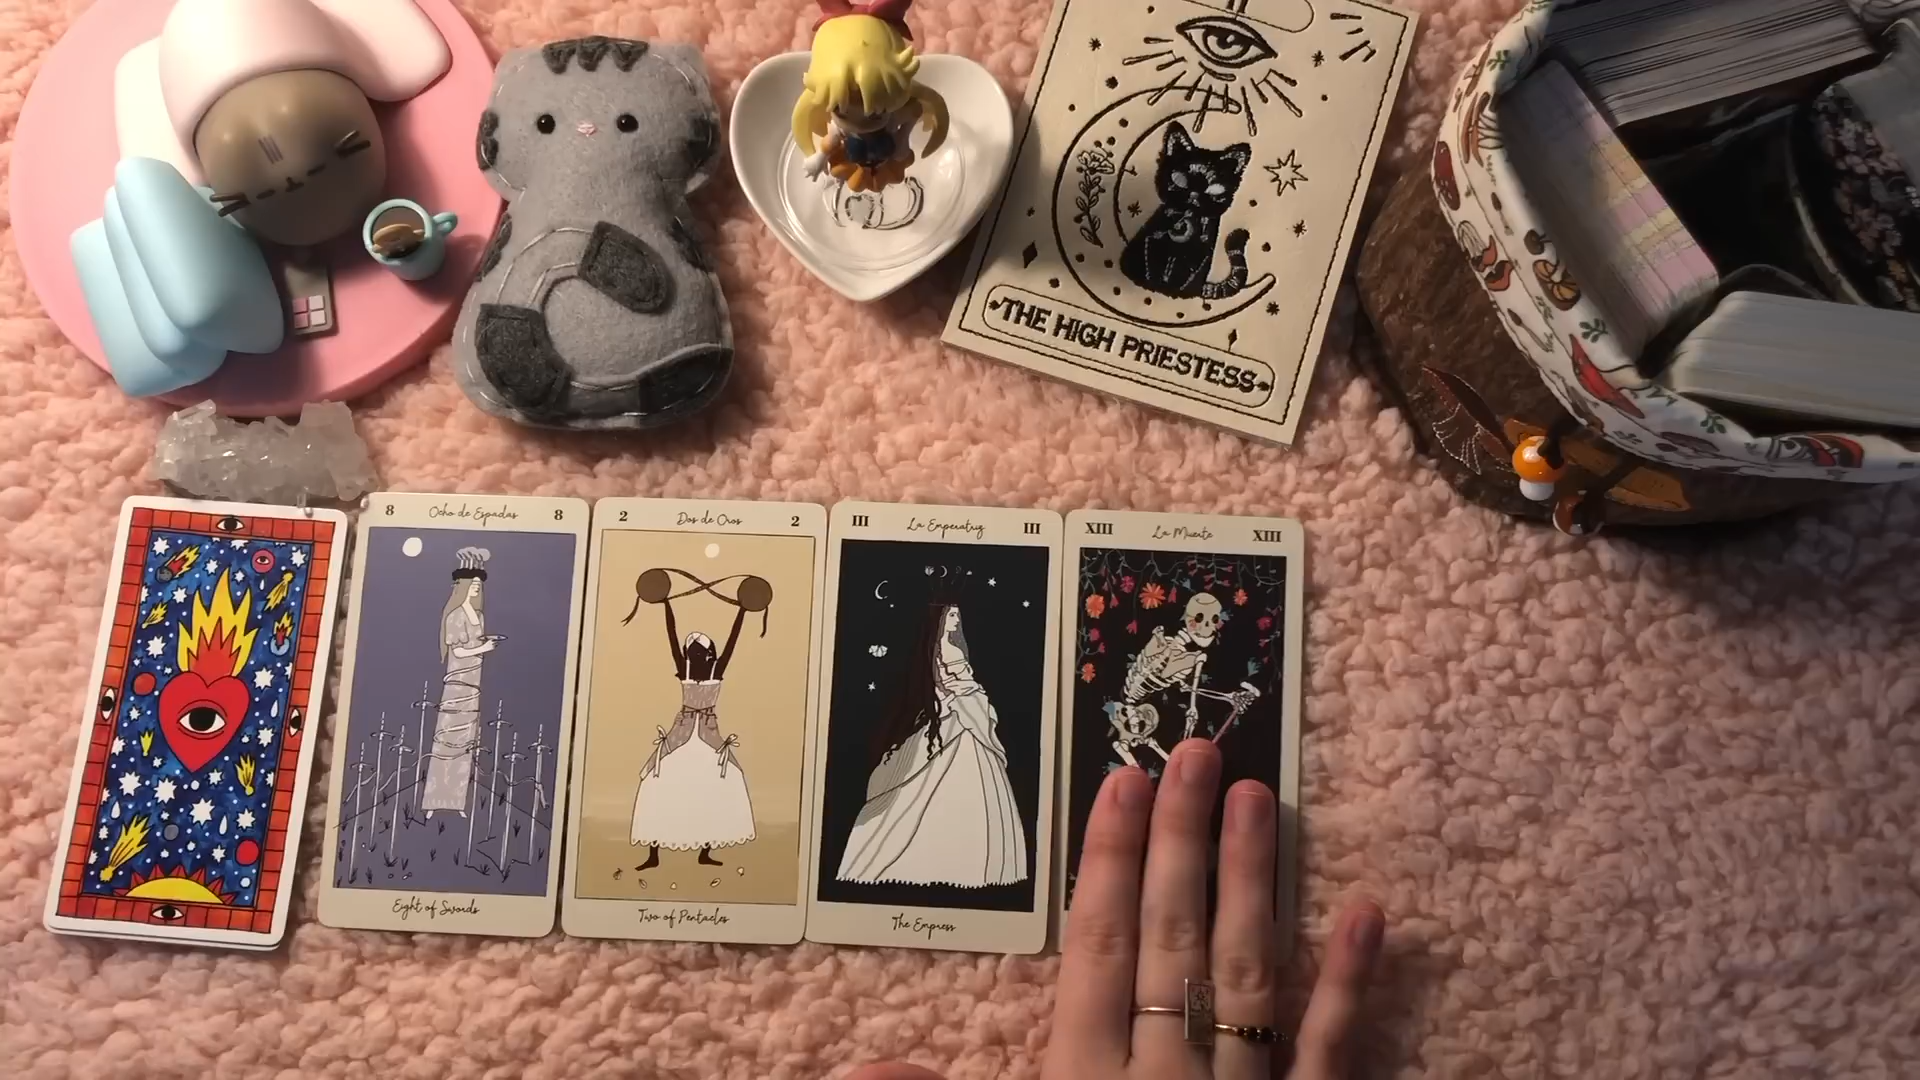 THE HIGH PRIESTESS
8 Ocho de Espadas 8
2 Dos de Oros 2
III La Emperatriz III
XIII La Muerte XIII
Eight of Swords
Two of Pentacles
The Empress